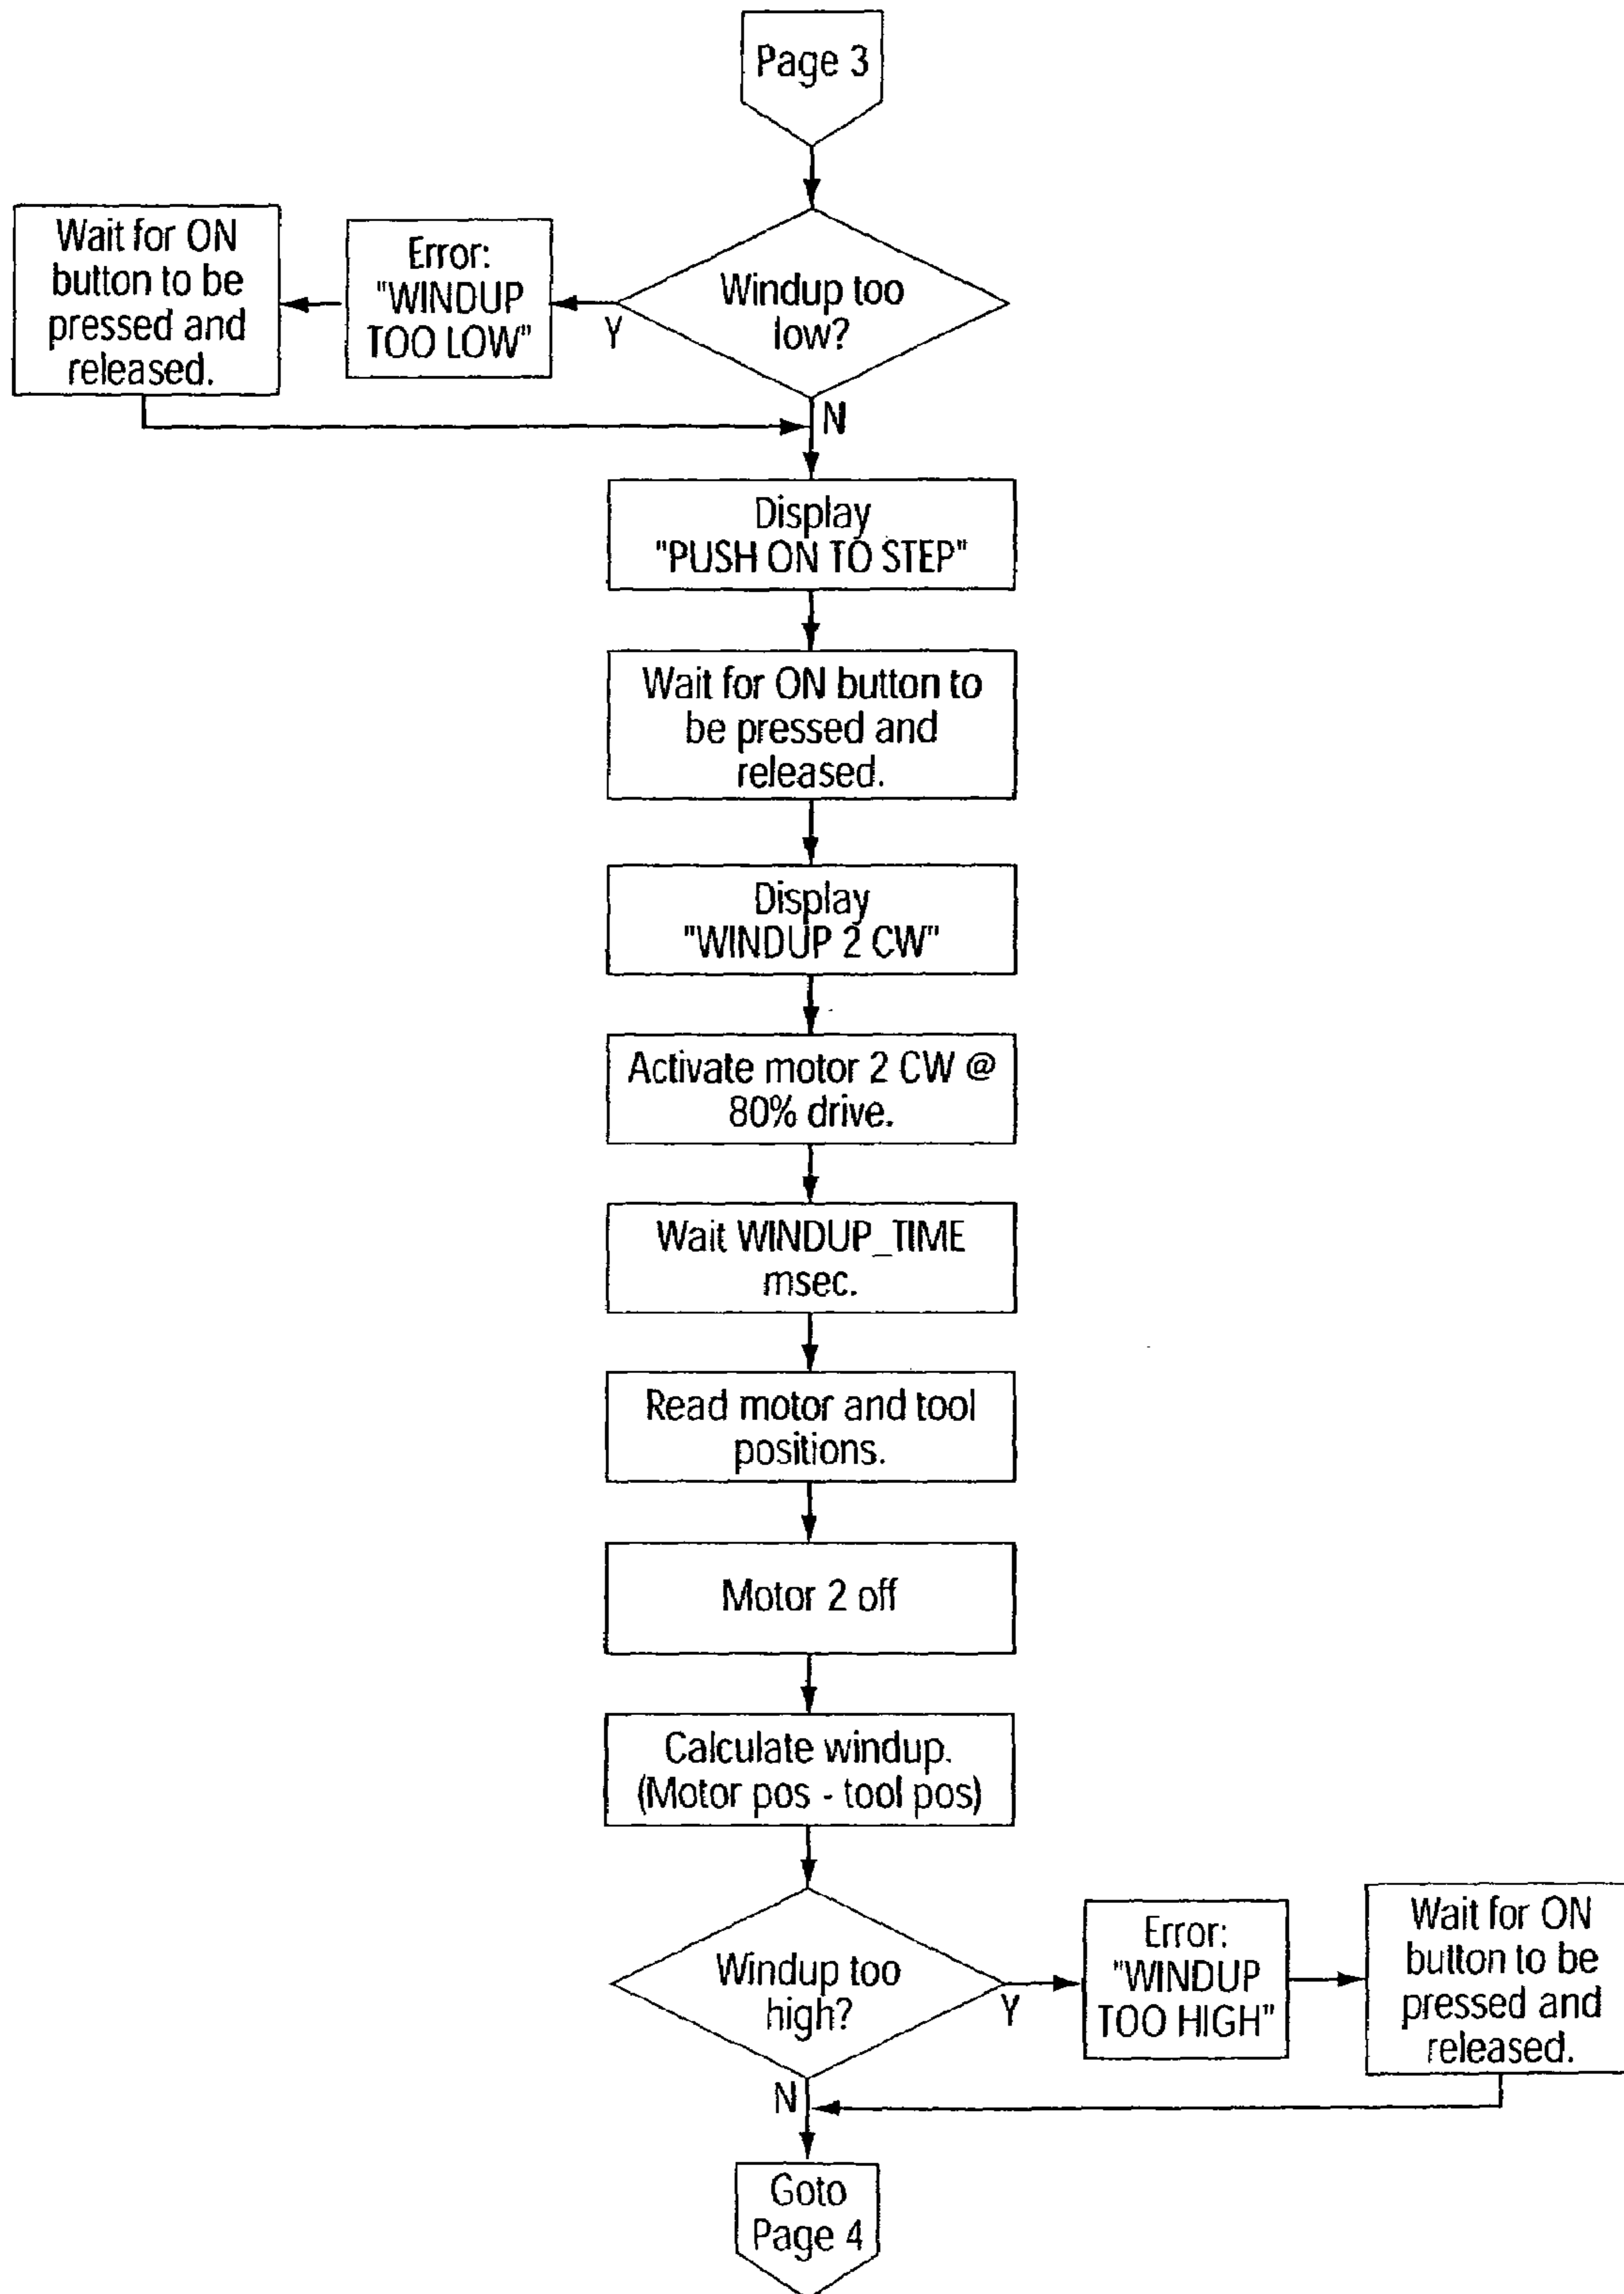 Page 3
Windup too
low?
Y
N
Error:
"WINDUP
TOO LOW"
Wait for ON
button to be
pressed and
released.
Display
"PUSH ON TO STEP"
Wait for ON button to
be pressed and
released.
Display
"WINDUP 2 CW"
Activate motor 2 CW @
80% drive.
Wait WINDUP_TIME
msec.
Read motor and tool
positions.
Motor 2 off
Calculate windup.
(Motor pos - tool pos)
Windup too
high?
Y
N
Error:
"WINDUP
TOO HIGH"
Wait for ON
button to be
pressed and
released.
Goto
Page 4